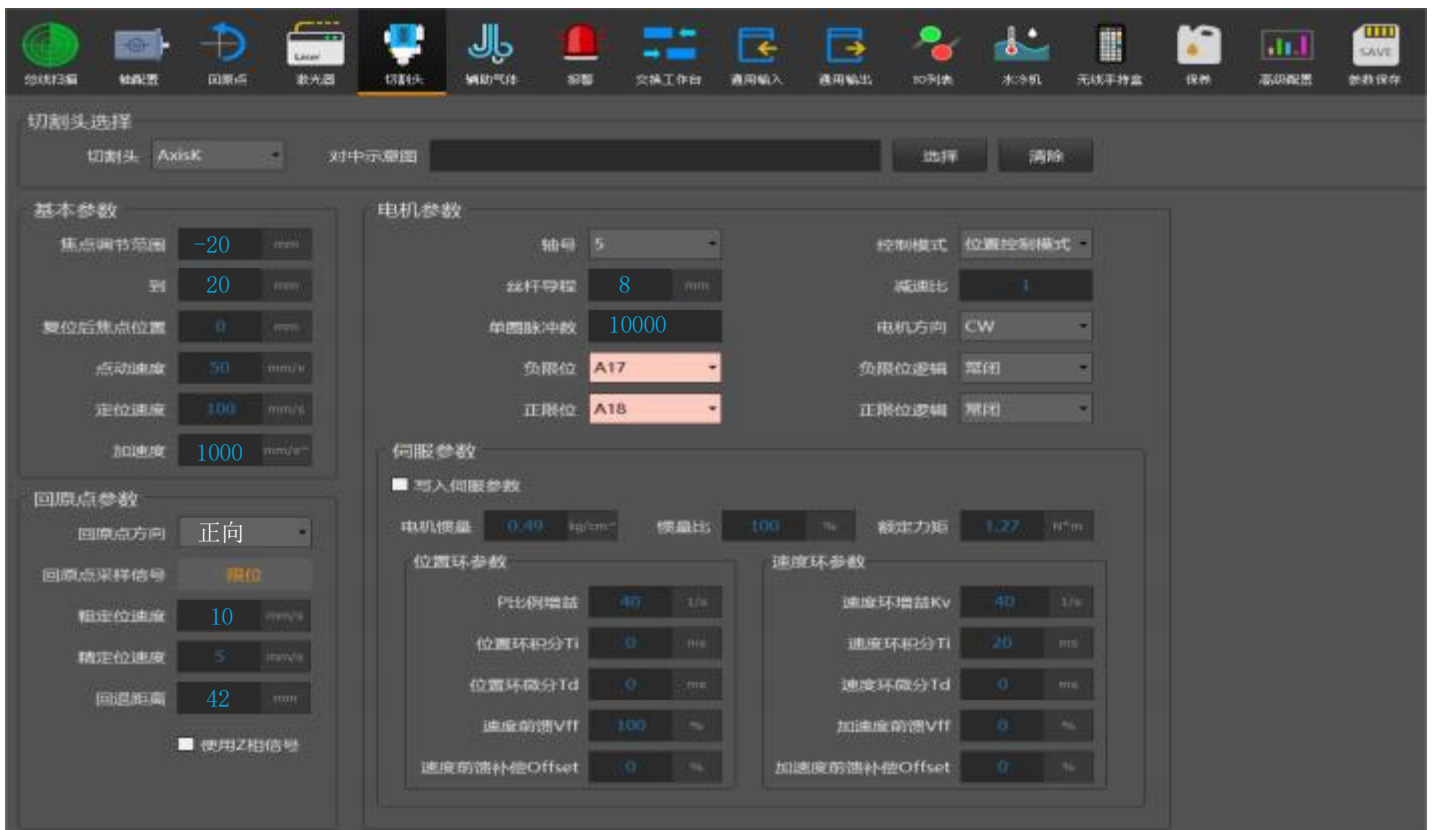 总线扫描 轴配置 回原点 激光器 切割头 辅助气体 报警 交换工作台 通用输入 通用输出 IO列表 水冷机 无线手持盒 保养 高级配置 参数保存
Laser
SAVE
切割头选择
切割头 AxisK 对中示意图 选择 清除
基本参数
焦点调节范围 -20 mm
到 20 mm
复位后焦点位置 0 mm
点动速度 50 mm/s
定位速度 100 mm/s
加速度 1000 mm/s²
回原点参数
回原点方向 正向
回原点采样信号 限位
粗定位速度 10 mm/s
精定位速度 5 mm/s
回退距离 42 mm
使用Z相信号
电机参数
轴号 5 控制模式 位置控制模式
丝杆导程 8 mm 减速比 1
单圈脉冲数 10000 电机方向 CW
负限位 A17 负限位逻辑 常闭
正限位 A18 正限位逻辑 常闭
伺服参数
写入伺服参数
电机惯量 0.49 kg/cm² 惯量比 100 % 额定力矩 1.27 N*m
位置环参数
P比例增益 40 1/s
位置环积分Ti 0 ms
位置环微分Td 0 ms
速度前馈Vff 100 %
速度前馈补偿Offset 0 %
速度环参数
速度环增益Kv 40 1/s
速度环积分Ti 20 ms
速度环微分Td 0 ms
加速度前馈Vff 0 %
加速度前馈补偿Offset 0 %